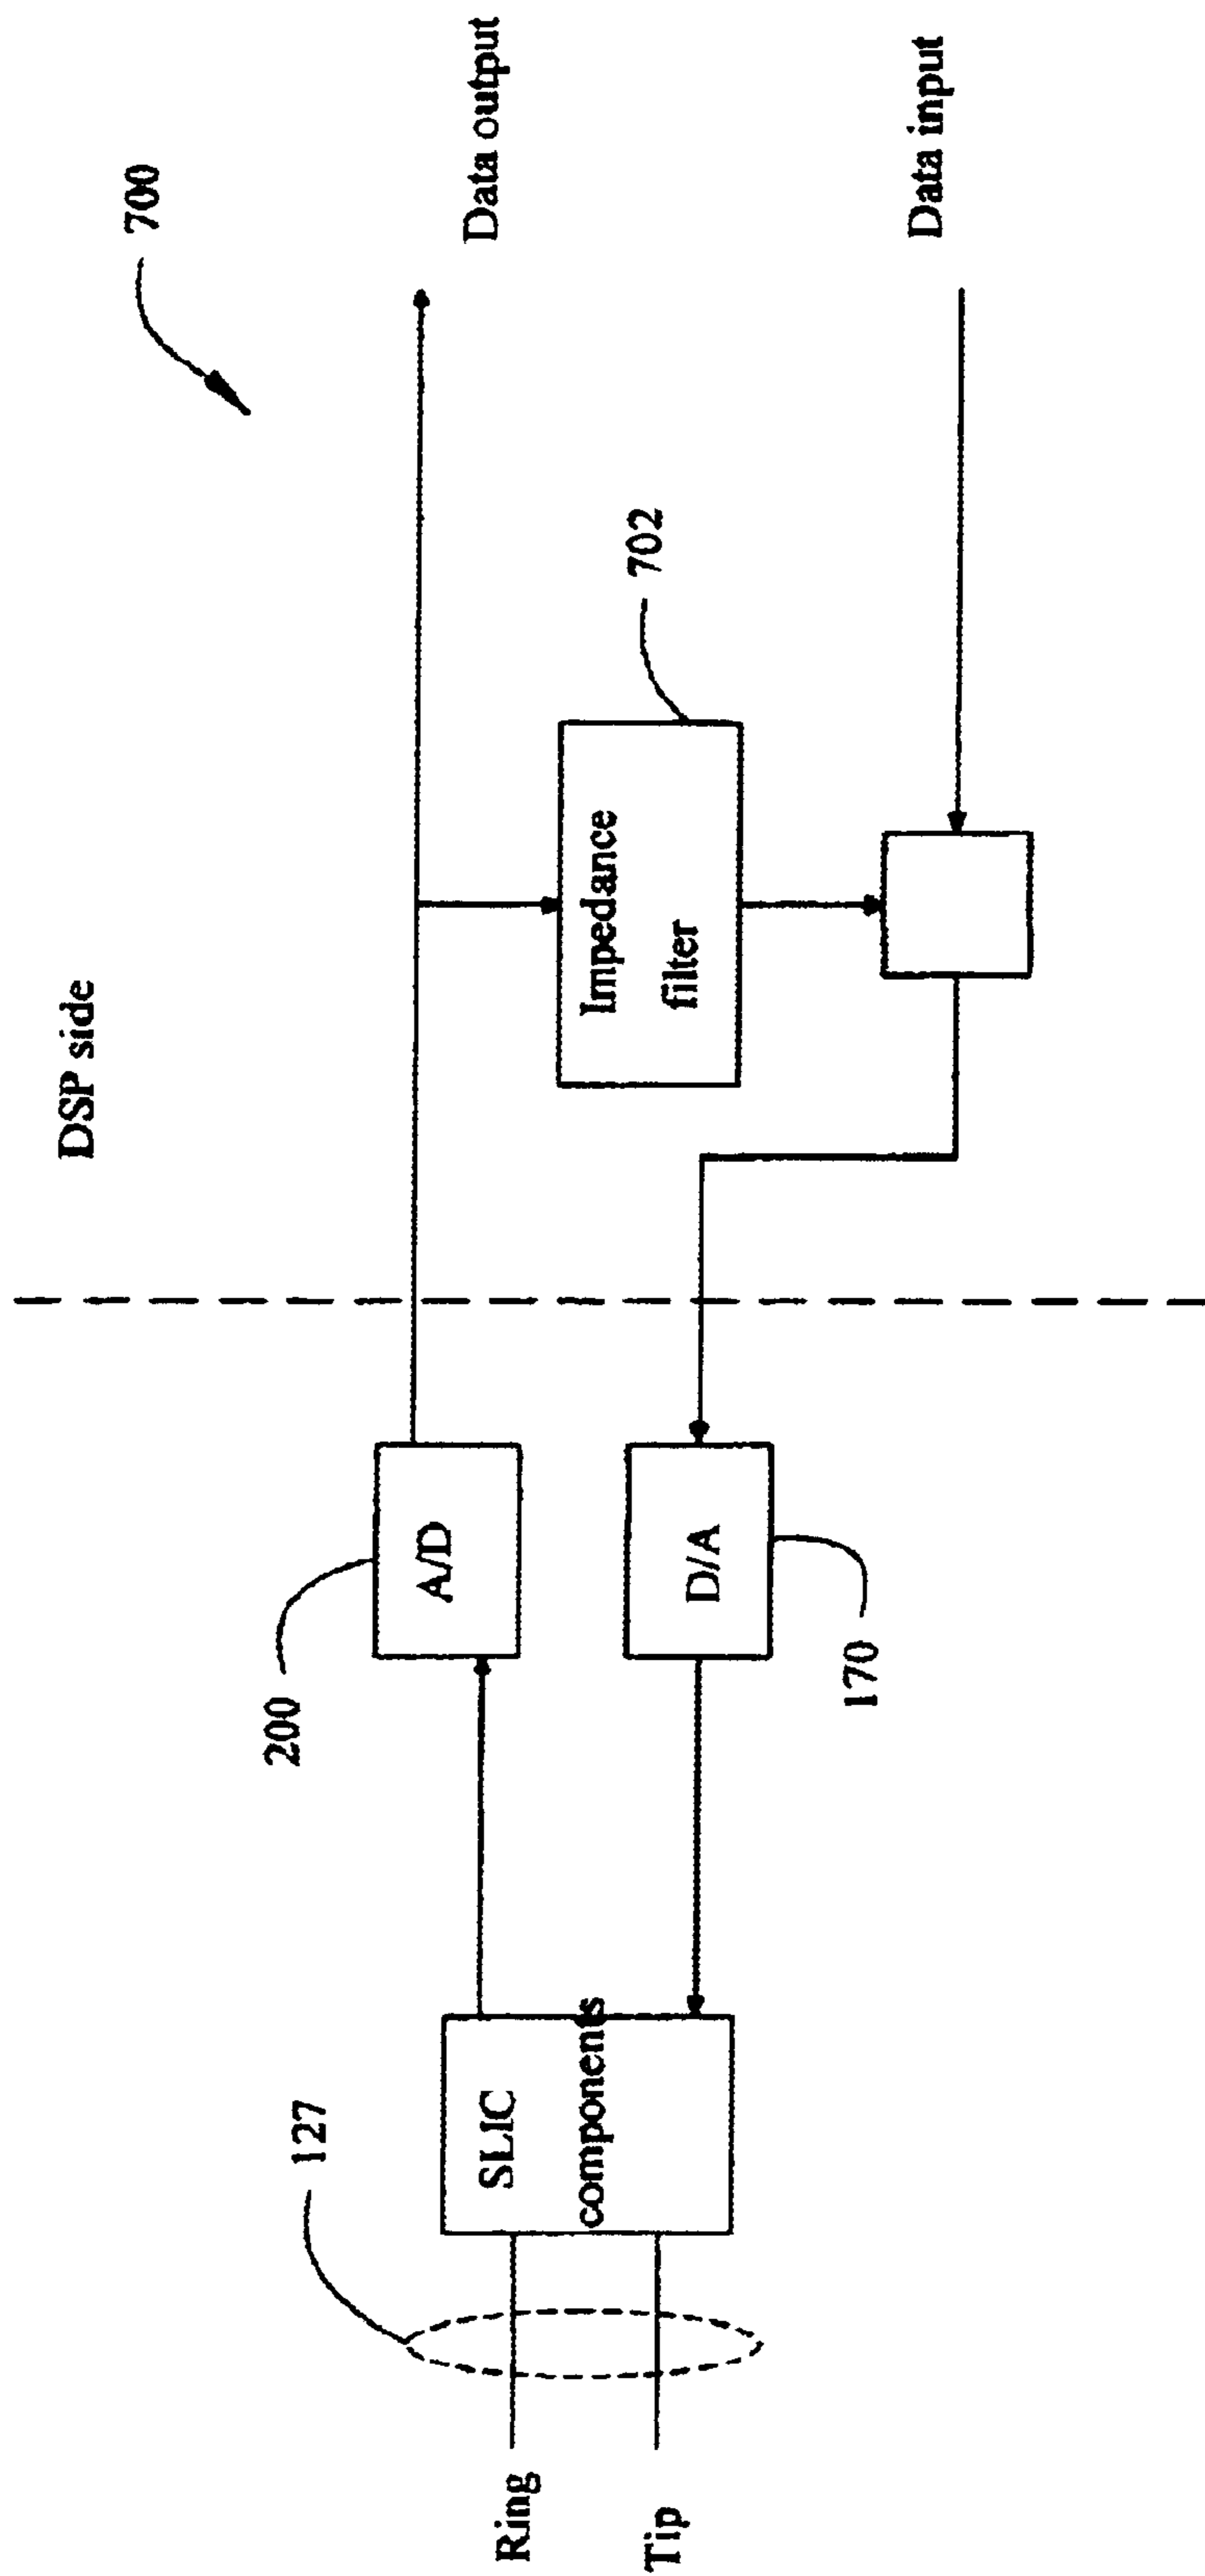 DSP side
700
Data output
200
A/D
127
Ring
SLIC
components
Tip
Impedance
filter
702
D/A
170
Data input